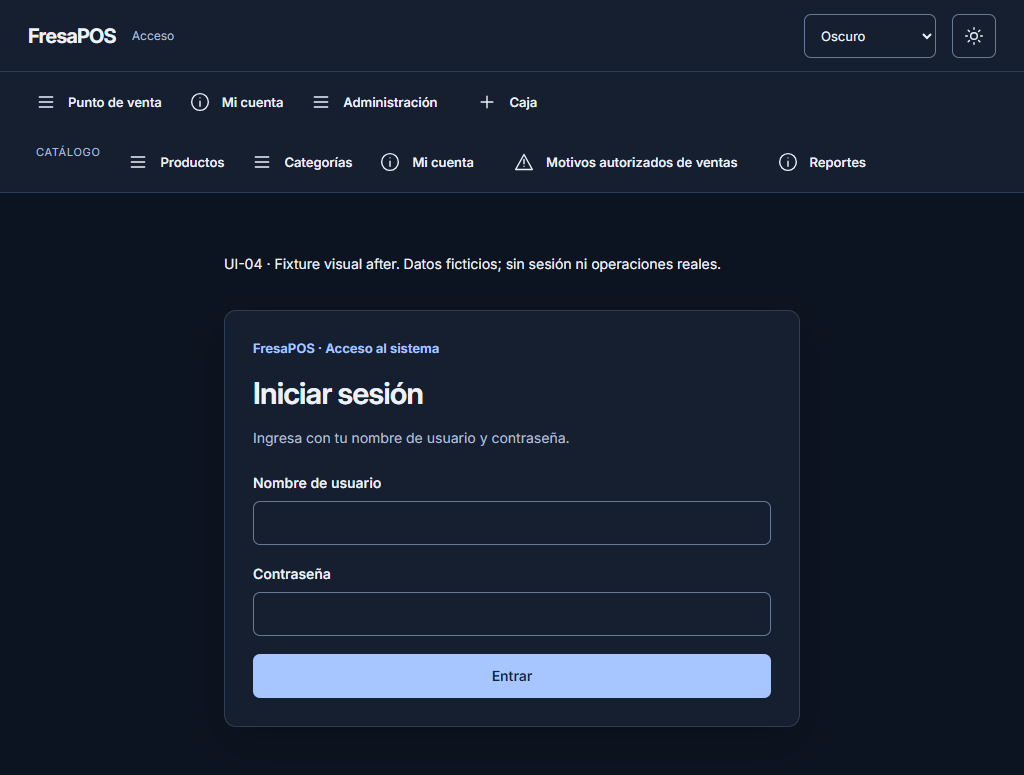 FresaPOS Acceso Oscuro
Punto de venta Mi cuenta Administración Caja
CATÁLOGO Productos Categorías Mi cuenta Motivos autorizados de ventas Reportes
UI-04 · Fixture visual after. Datos ficticios; sin sesión ni operaciones reales.
FresaPOS · Acceso al sistema
Iniciar sesión
Ingresa con tu nombre de usuario y contraseña.
Nombre de usuario
Contraseña
Entrar